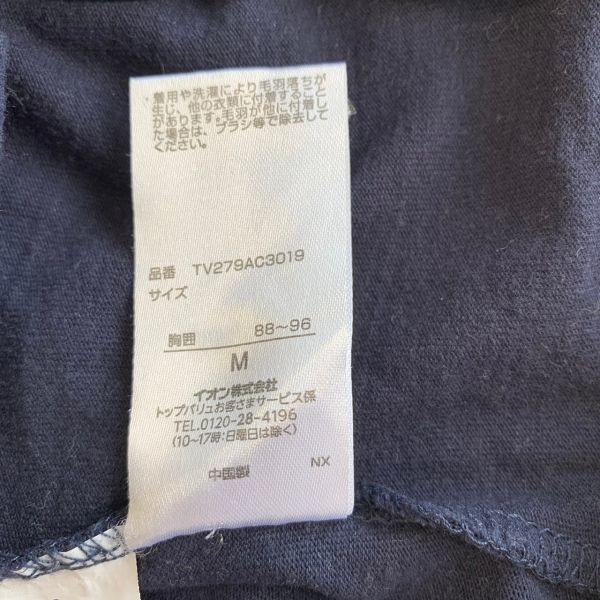 着用や洗濯により毛羽落ちが
生じ、他の衣類に付着すること
があります。毛羽が他に付着し
た場合は、ブラシ等で除去して
ください。
品番 TV279AC3019
サイズ
胸囲 88～96
M
イオン株式会社
トップバリュお客さまサービス係
TEL.0120-28-4196
(10～17時:日曜日は除く)
中国製 NX